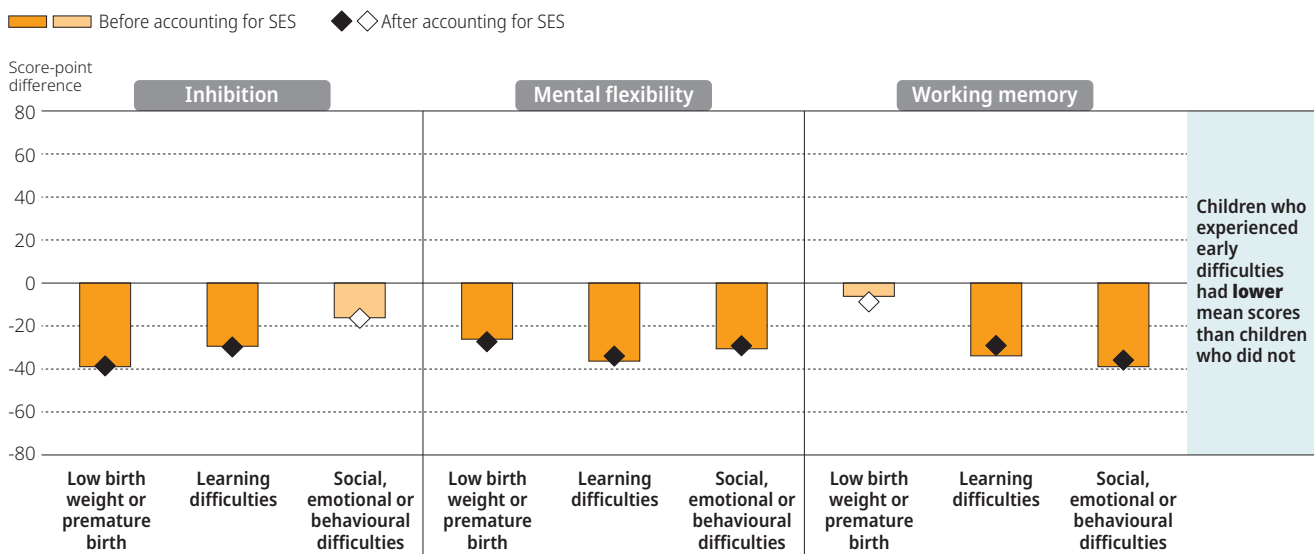 Before accounting for SES
After accounting for SES
Score-point
difference
Inhibition
Mental flexibility
Working memory
80
60
40
20
0
-20
-40
-60
-80
Children who
experienced
early
difficulties
had lower
mean scores
than children
who did not
Low birth
weight or
premature
birth
Learning
difficulties
Social,
emotional or
behavioural
difficulties
Low birth
weight or
premature
birth
Learning
difficulties
Social,
emotional or
behavioural
difficulties
Low birth
weight or
premature
birth
Learning
difficulties
Social,
emotional or
behavioural
difficulties